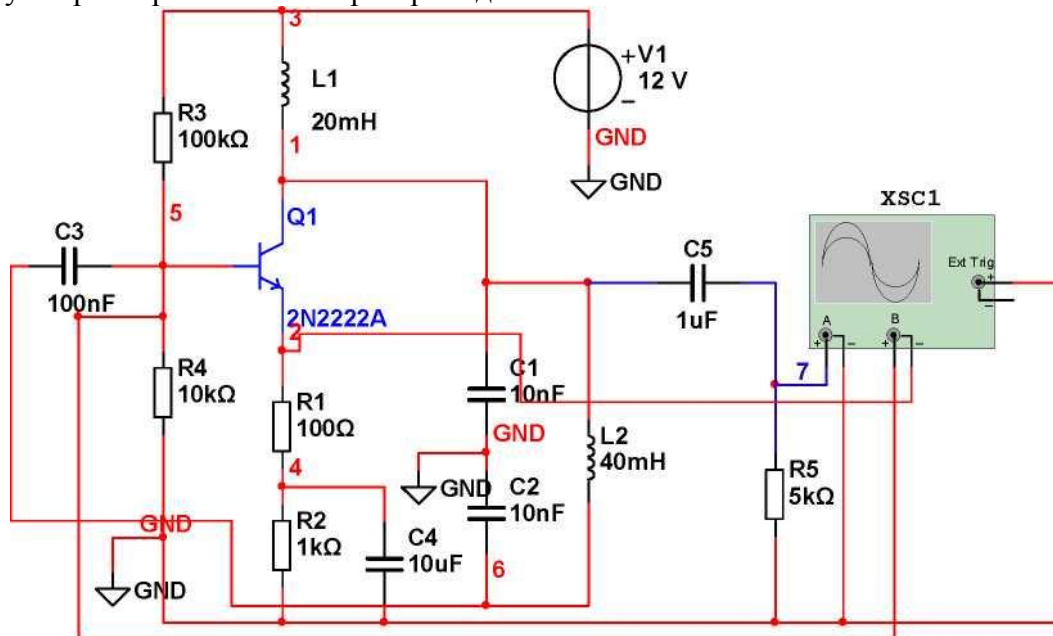 3
+V1
12 V
−
GND
GND
L1
20mH
1
R3
100kΩ
5
C3
100nF
Q1
2N2222A
2
R4
10kΩ
R1
100Ω
4
R2
1kΩ
C4
10uF
GND
GND
C1
10nF
GND
GND
C2
10nF
6
L2
40mH
C5
1uF
7
R5
5kΩ
XSC1
Ext Trig
+
−
A
B
+
−
+
−